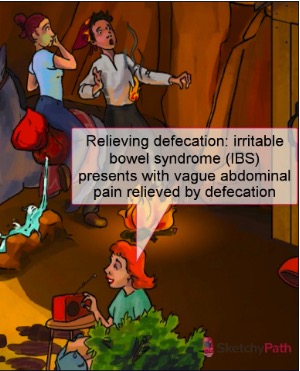 Relieving defecation: irritable
bowel syndrome (IBS)
presents with vague abdominal
pain relieved by defecation
SketchyPath